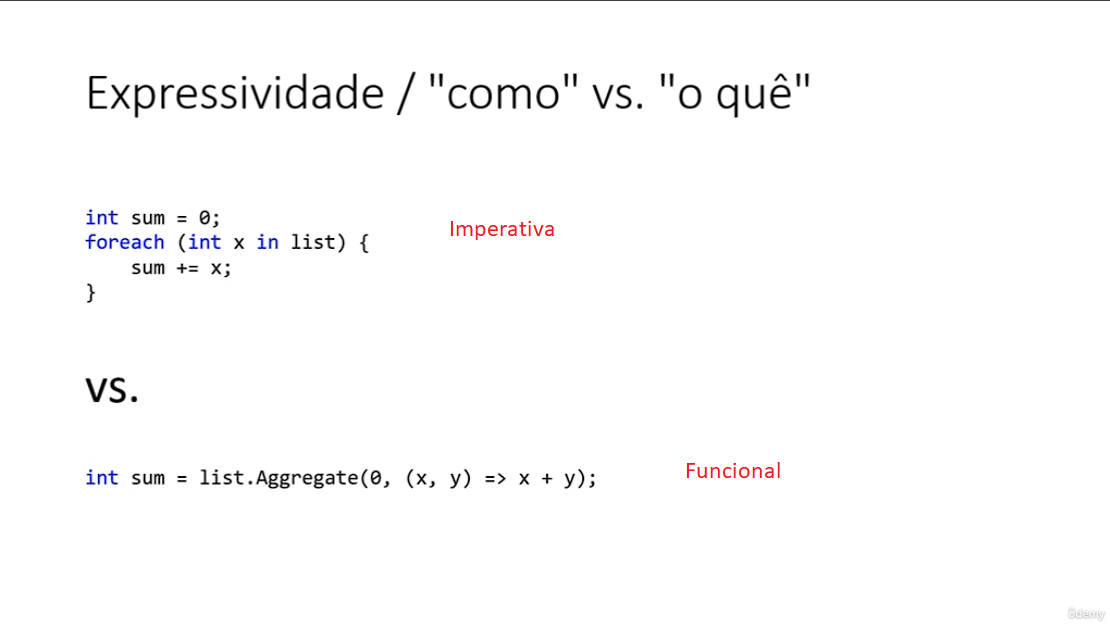 Expressividade / "como" vs. "o quê"
int sum = 0;
Imperativa
foreach (int x in list) {
    sum += x;
}
vs.
int sum = list.Aggregate(0, (x, y) => x + y);
Funcional
ûdemy